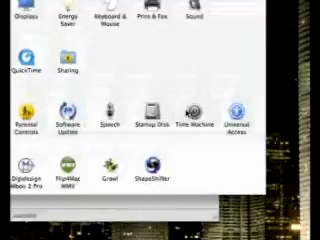 Displays Energy Saver Keyboard & Mouse Print & Fax Sound
QuickTime Sharing
Parental Controls Software Update Speech Startup Disk Time Machine Universal Access
Digidesign Mbox 2 Pro Flip4Mac WMV Growl ShapeShifter